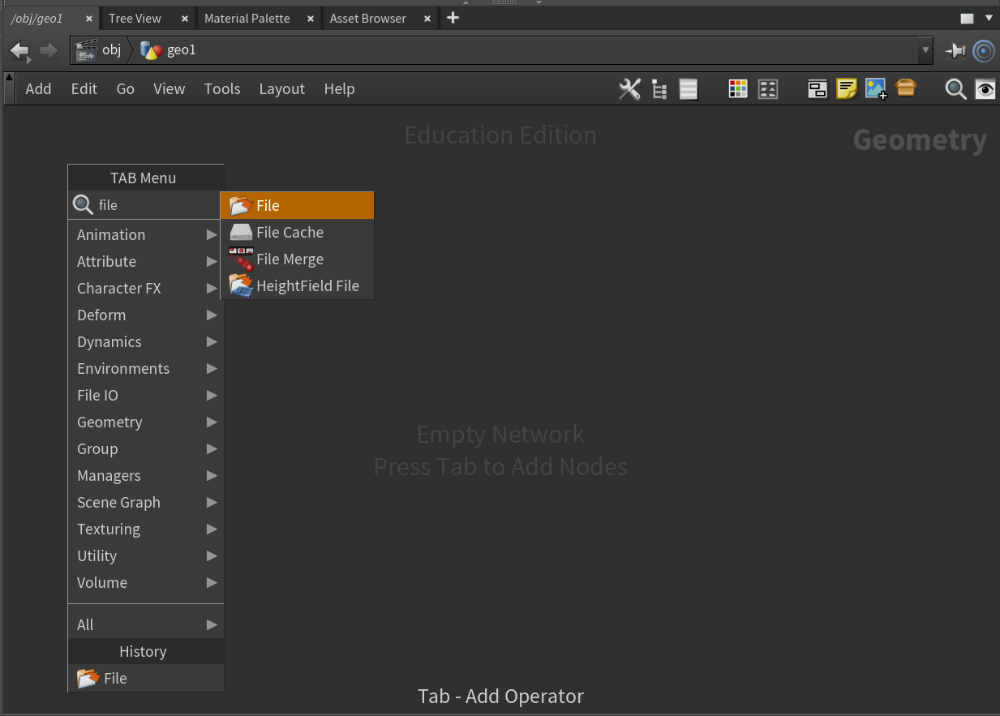 /obj/geo1 Tree View Material Palette Asset Browser
obj geo1
Add Edit Go View Tools Layout Help
Education Edition
Geometry
TAB Menu
file
File
File Cache
File Merge
HeightField File
Animation
Attribute
Character FX
Deform
Dynamics
Environments
File IO
Geometry
Group
Managers
Scene Graph
Texturing
Utility
Volume
All
History
File
Empty Network
Press Tab to Add Nodes
Tab - Add Operator